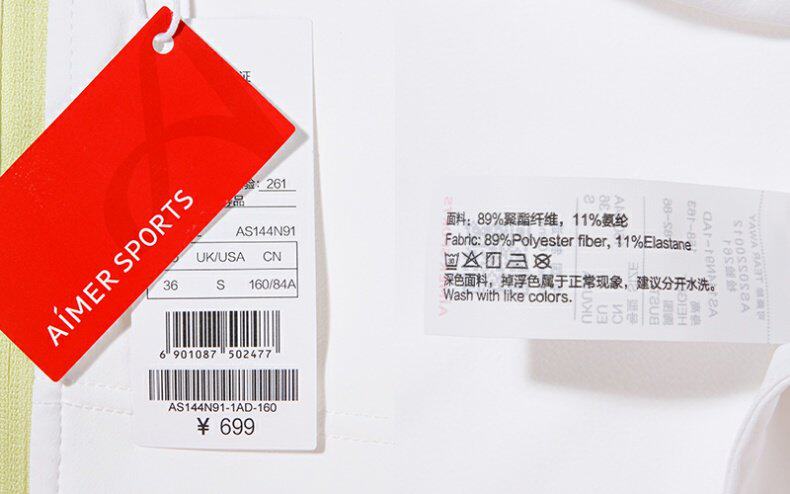 AIMER SPORTS
证
261
品
AS144N91
UK/USA CN
36 S 160/84A
6 901087 502477
AS144N91-1AD-160
¥ 699
面料: 89%聚酯纤维, 11%氨纶
Fabric: 89%Polyester fiber, 11%Elastane
深色面料, 掉浮色属于正常现象, 建议分开水洗。
Wash with like colors.